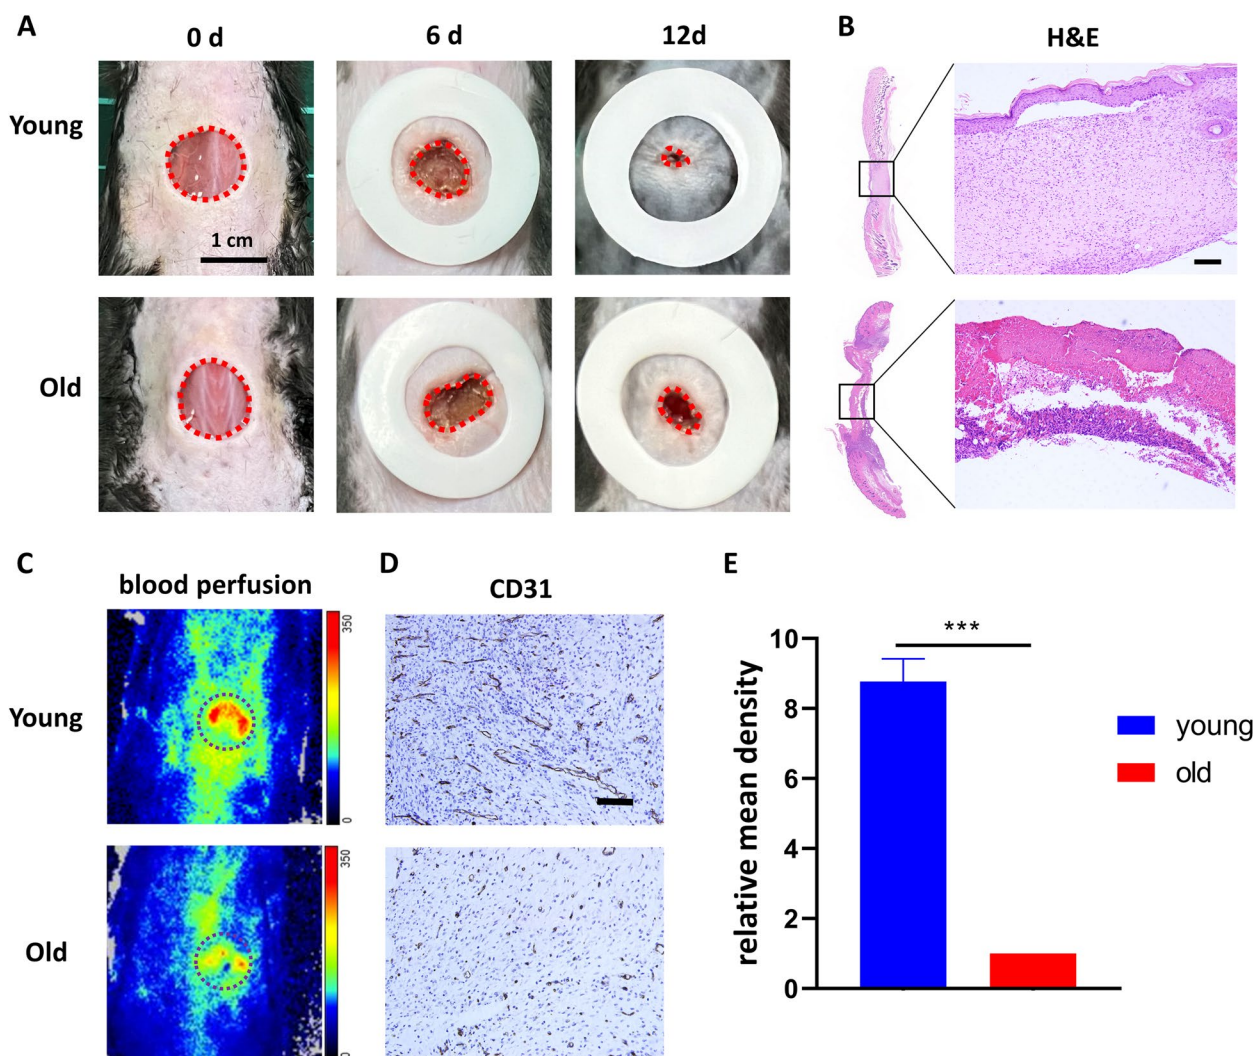 A
0 d
6 d
12d
Young
1 cm
Old
B
H&E
C
blood perfusion
Young
350
0
Old
350
0
D
CD31
E
***
10
8
6
4
2
0
relative mean density
young
old